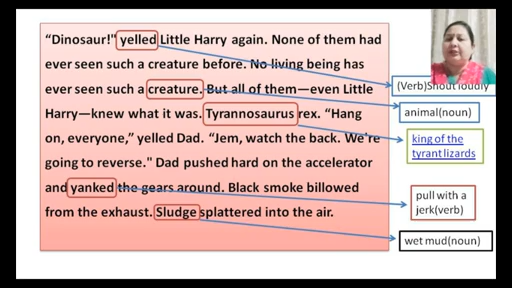 “Dinosaur!" yelled Little Harry again. None of them had
ever seen such a creature before. No living being has
ever seen such a creature. But all of them—even Little
Harry—knew what it was. Tyrannosaurus rex. “Hang
on, everyone,” yelled Dad. “Jem, watch the back. We're
going to reverse." Dad pushed hard on the accelerator
and yanked the gears around. Black smoke billowed
from the exhaust. Sludge splattered into the air.
(Verb)Shout loudly
animal(noun)
king of the
tyrant lizards
pull with a
jerk(verb)
wet mud(noun)